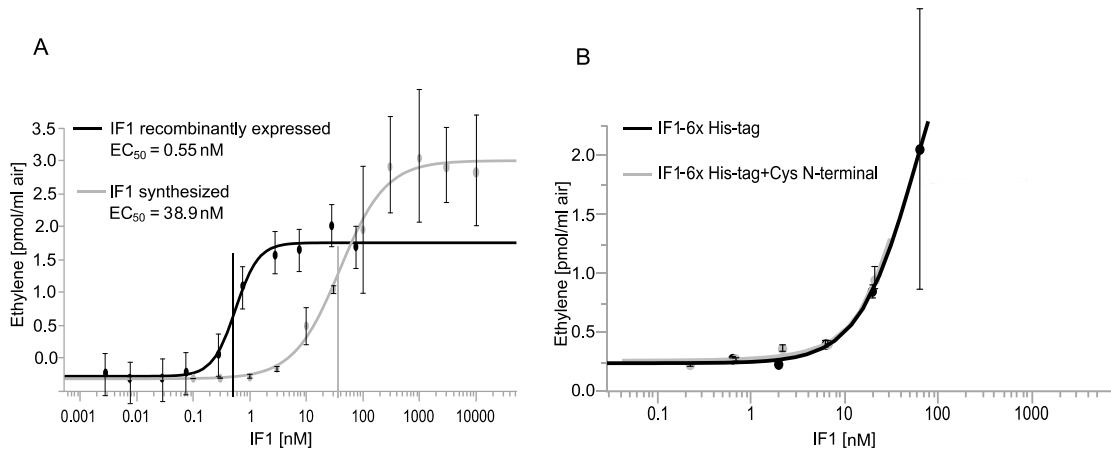 A
IF1 recombinantly expressed
EC50 = 0.55 nM
IF1 synthesized
EC50 = 38.9 nM
Ethylene [pmol/ml air]
3.5
3.0
2.5
2.0
1.5
1.0
0.5
0.0
0.001
0.01
0.1
1
10
100
1000
10000
IF1 [nM]
B
IF1-6x His-tag
IF1-6x His-tag+Cys N-terminal
Ethylene [pmol/ml air]
2.0
1.5
1.0
0.5
0.0
0.1
1
10
100
1000
IF1 [nM]